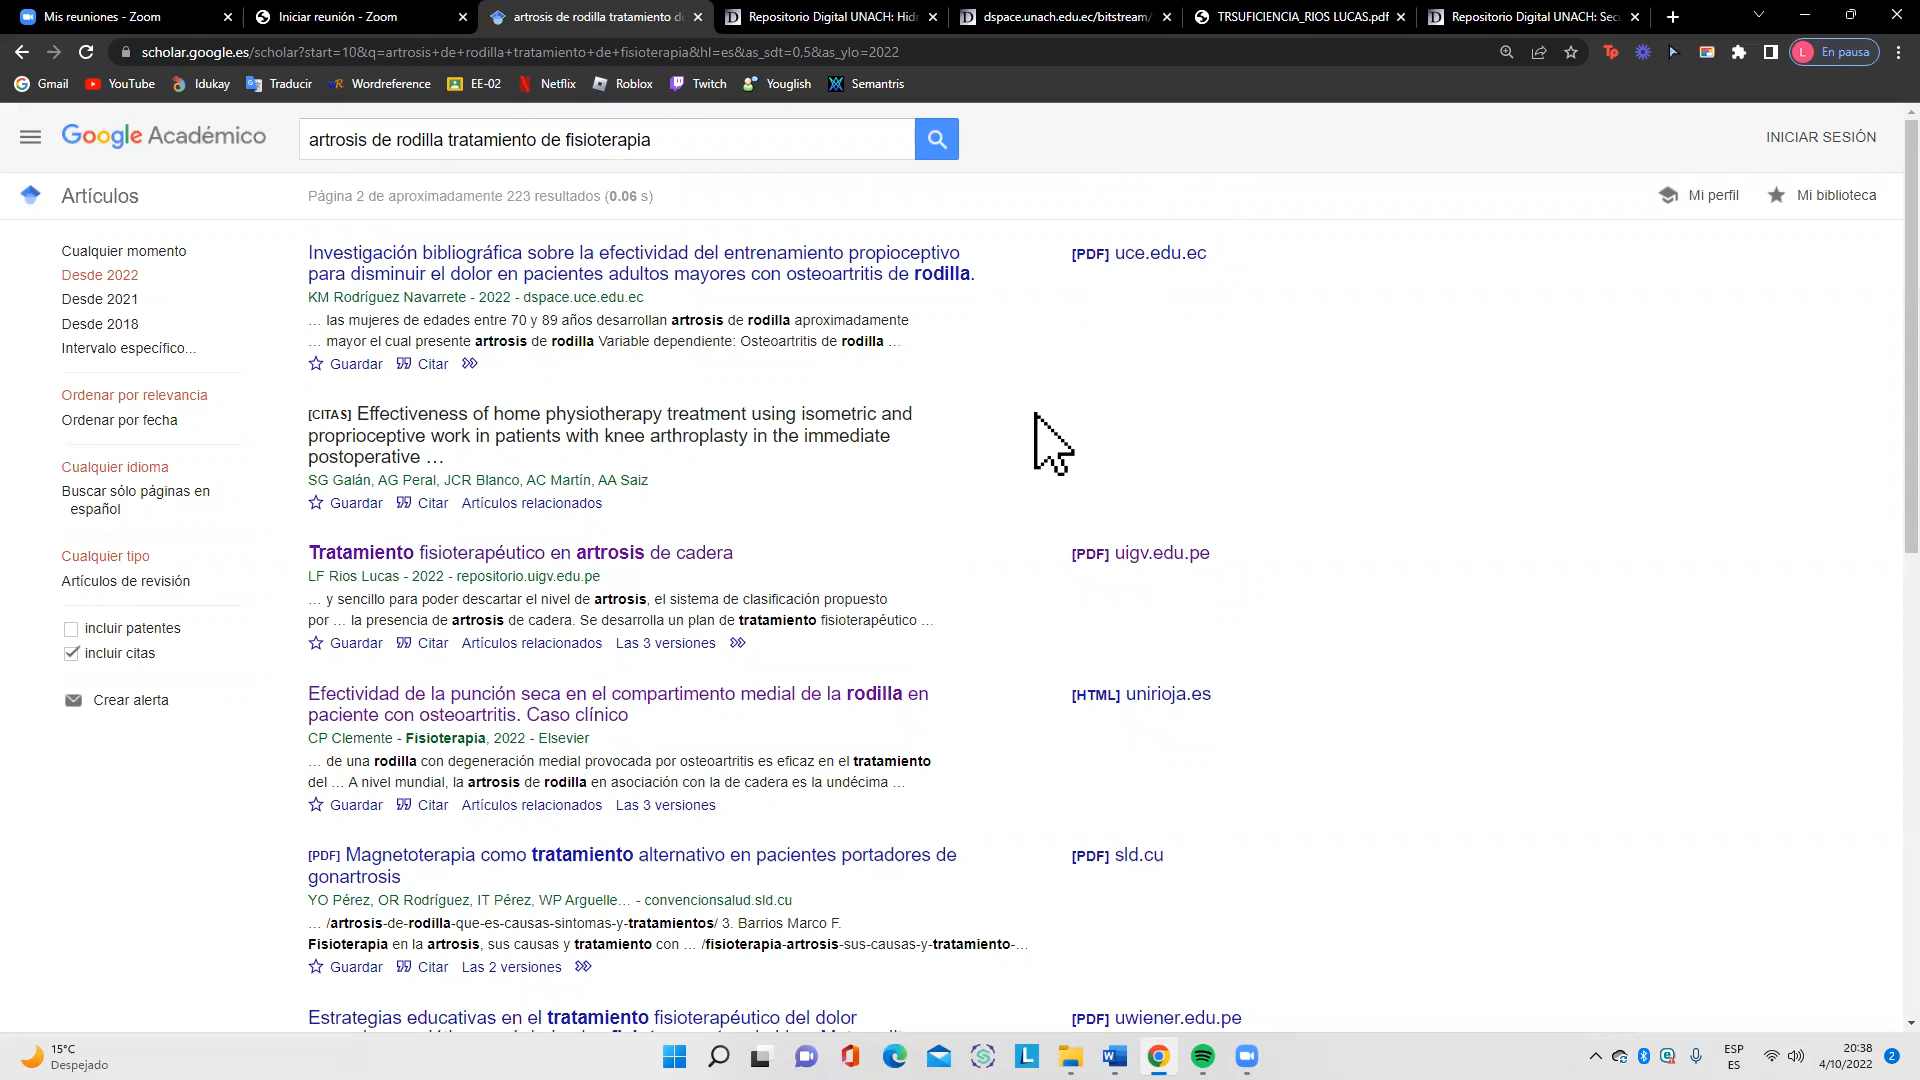 Mis reuniones - Zoom
Iniciar reunión - Zoom
artrosis de rodilla tratamiento d
Repositorio Digital UNACH: Hid
dspace.unach.edu.ec/bitstream/
TRSUFICIENCIA_RIOS LUCAS.pdf
Repositorio Digital UNACH: Sec
scholar.google.es/scholar?start=10&q=artrosis+de+rodilla+tratamiento+de+fisioterapia&hl=es&as_sdt=0,5&as_ylo=2022
L En pausa
Gmail YouTube Idukay Traducir Wordreference EE-02 Netflix Roblox Twitch Youglish Semantris
Google Académico
artrosis de rodilla tratamiento de fisioterapia
INICIAR SESIÓN
Artículos
Página 2 de aproximadamente 223 resultados (0.06 s)
Mi perfil
Mi biblioteca
Cualquier momento
Desde 2022
Desde 2021
Desde 2018
Intervalo específico...
Ordenar por relevancia
Ordenar por fecha
Cualquier idioma
Buscar sólo páginas en
español
Cualquier tipo
Artículos de revisión
incluir patentes
incluir citas
Crear alerta
Investigación bibliográfica sobre la efectividad del entrenamiento propioceptivo
para disminuir el dolor en pacientes adultos mayores con osteoartritis de rodilla.
KM Rodríguez Navarrete - 2022 - dspace.uce.edu.ec
… las mujeres de edades entre 70 y 89 años desarrollan artrosis de rodilla aproximadamente
… mayor el cual presente artrosis de rodilla Variable dependiente: Osteoartritis de rodilla …
Guardar Citar
[PDF] uce.edu.ec
[CITAS] Effectiveness of home physiotherapy treatment using isometric and
proprioceptive work in patients with knee arthroplasty in the immediate
postoperative …
SG Galán, AG Peral, JCR Blanco, AC Martín, AA Saiz
Guardar Citar Artículos relacionados
Tratamiento fisioterapéutico en artrosis de cadera
LF Rios Lucas - 2022 - repositorio.uigv.edu.pe
… y sencillo para poder descartar el nivel de artrosis, el sistema de clasificación propuesto
por … la presencia de artrosis de cadera. Se desarrolla un plan de tratamiento fisioterapéutico …
Guardar Citar Artículos relacionados Las 3 versiones
[PDF] uigv.edu.pe
Efectividad de la punción seca en el compartimento medial de la rodilla en
paciente con osteoartritis. Caso clínico
CP Clemente - Fisioterapia, 2022 - Elsevier
… de una rodilla con degeneración medial provocada por osteoartritis es eficaz en el tratamiento
del … A nivel mundial, la artrosis de rodilla en asociación con la de cadera es la undécima …
Guardar Citar Artículos relacionados Las 3 versiones
[HTML] unirioja.es
[PDF] Magnetoterapia como tratamiento alternativo en pacientes portadores de
gonartrosis
YO Pérez, OR Rodríguez, IT Pérez, WP Arguelle… - convencionsalud.sld.cu
… /artrosis-de-rodilla-que-es-causas-sintomas-y-tratamientos/ 3. Barrios Marco F.
Fisioterapia en la artrosis, sus causas y tratamiento con … /fisioterapia-artrosis-sus-causas-y-tratamiento-…
Guardar Citar Las 2 versiones
[PDF] sld.cu
Estrategias educativas en el tratamiento fisioterapéutico del dolor
[PDF] uwiener.edu.pe
15°C
Despejado
ESP
ES
20:38
4/10/2022
2